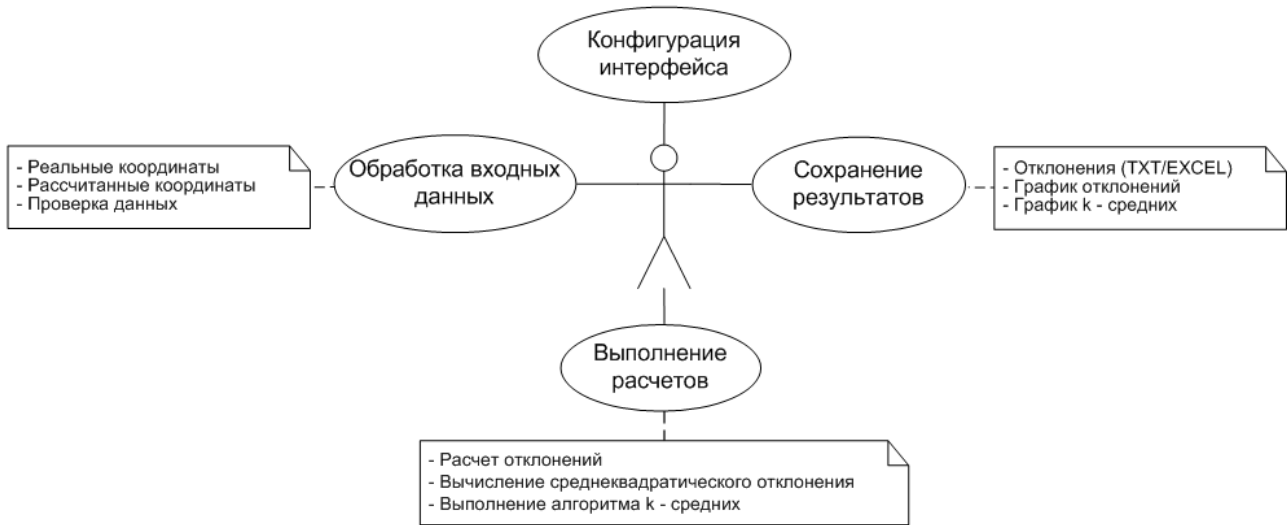 Конфигурация
интерфейса
- Реальные координаты
- Рассчитанные координаты
- Проверка данных
Обработка входных
данных
Сохранение
результатов
- Отклонения (TXT/EXCEL)
- График отклонений
- График k - средних
Выполнение
расчетов
- Расчет отклонений
- Вычисление среднеквадратического отклонения
- Выполнение алгоритма k - средних